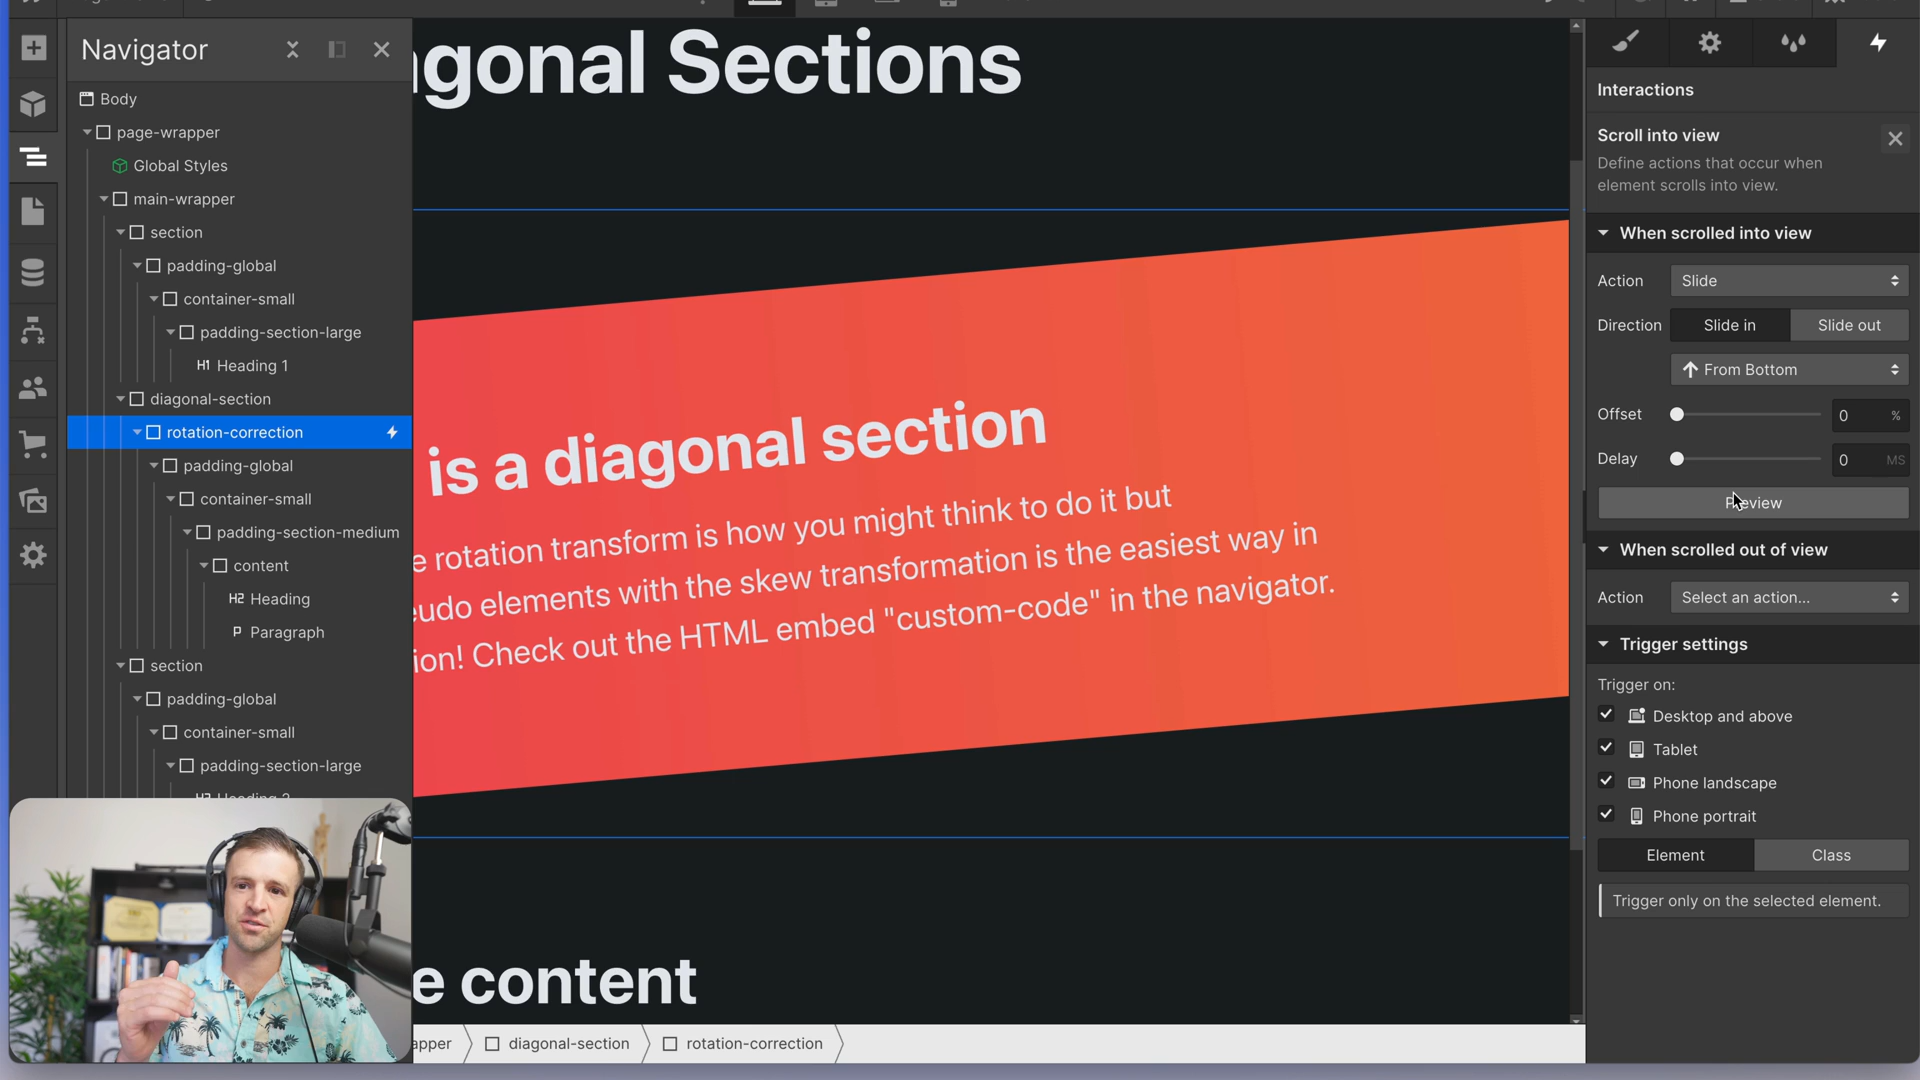 Navigator
Body
page-wrapper
Global Styles
main-wrapper
section
padding-global
container-small
padding-section-large
H1 Heading 1
diagonal-section
rotation-correction
padding-global
container-small
padding-section-medium
content
H2 Heading
P Paragraph
section
padding-global
container-small
padding-section-large
agonal Sections
is a diagonal section
e rotation transform is how you might think to do it but
eudo elements with the skew transformation is the easiest way in
ion! Check out the HTML embed "custom-code" in the navigator.
e content
apper
diagonal-section
rotation-correction
Interactions
Scroll into view
Define actions that occur when
element scrolls into view.
When scrolled into view
Action Slide
Direction Slide in Slide out
From Bottom
Offset 0 %
Delay 0 MS
Preview
When scrolled out of view
Action Select an action...
Trigger settings
Trigger on:
Desktop and above
Tablet
Phone landscape
Phone portrait
Element Class
Trigger only on the selected element.